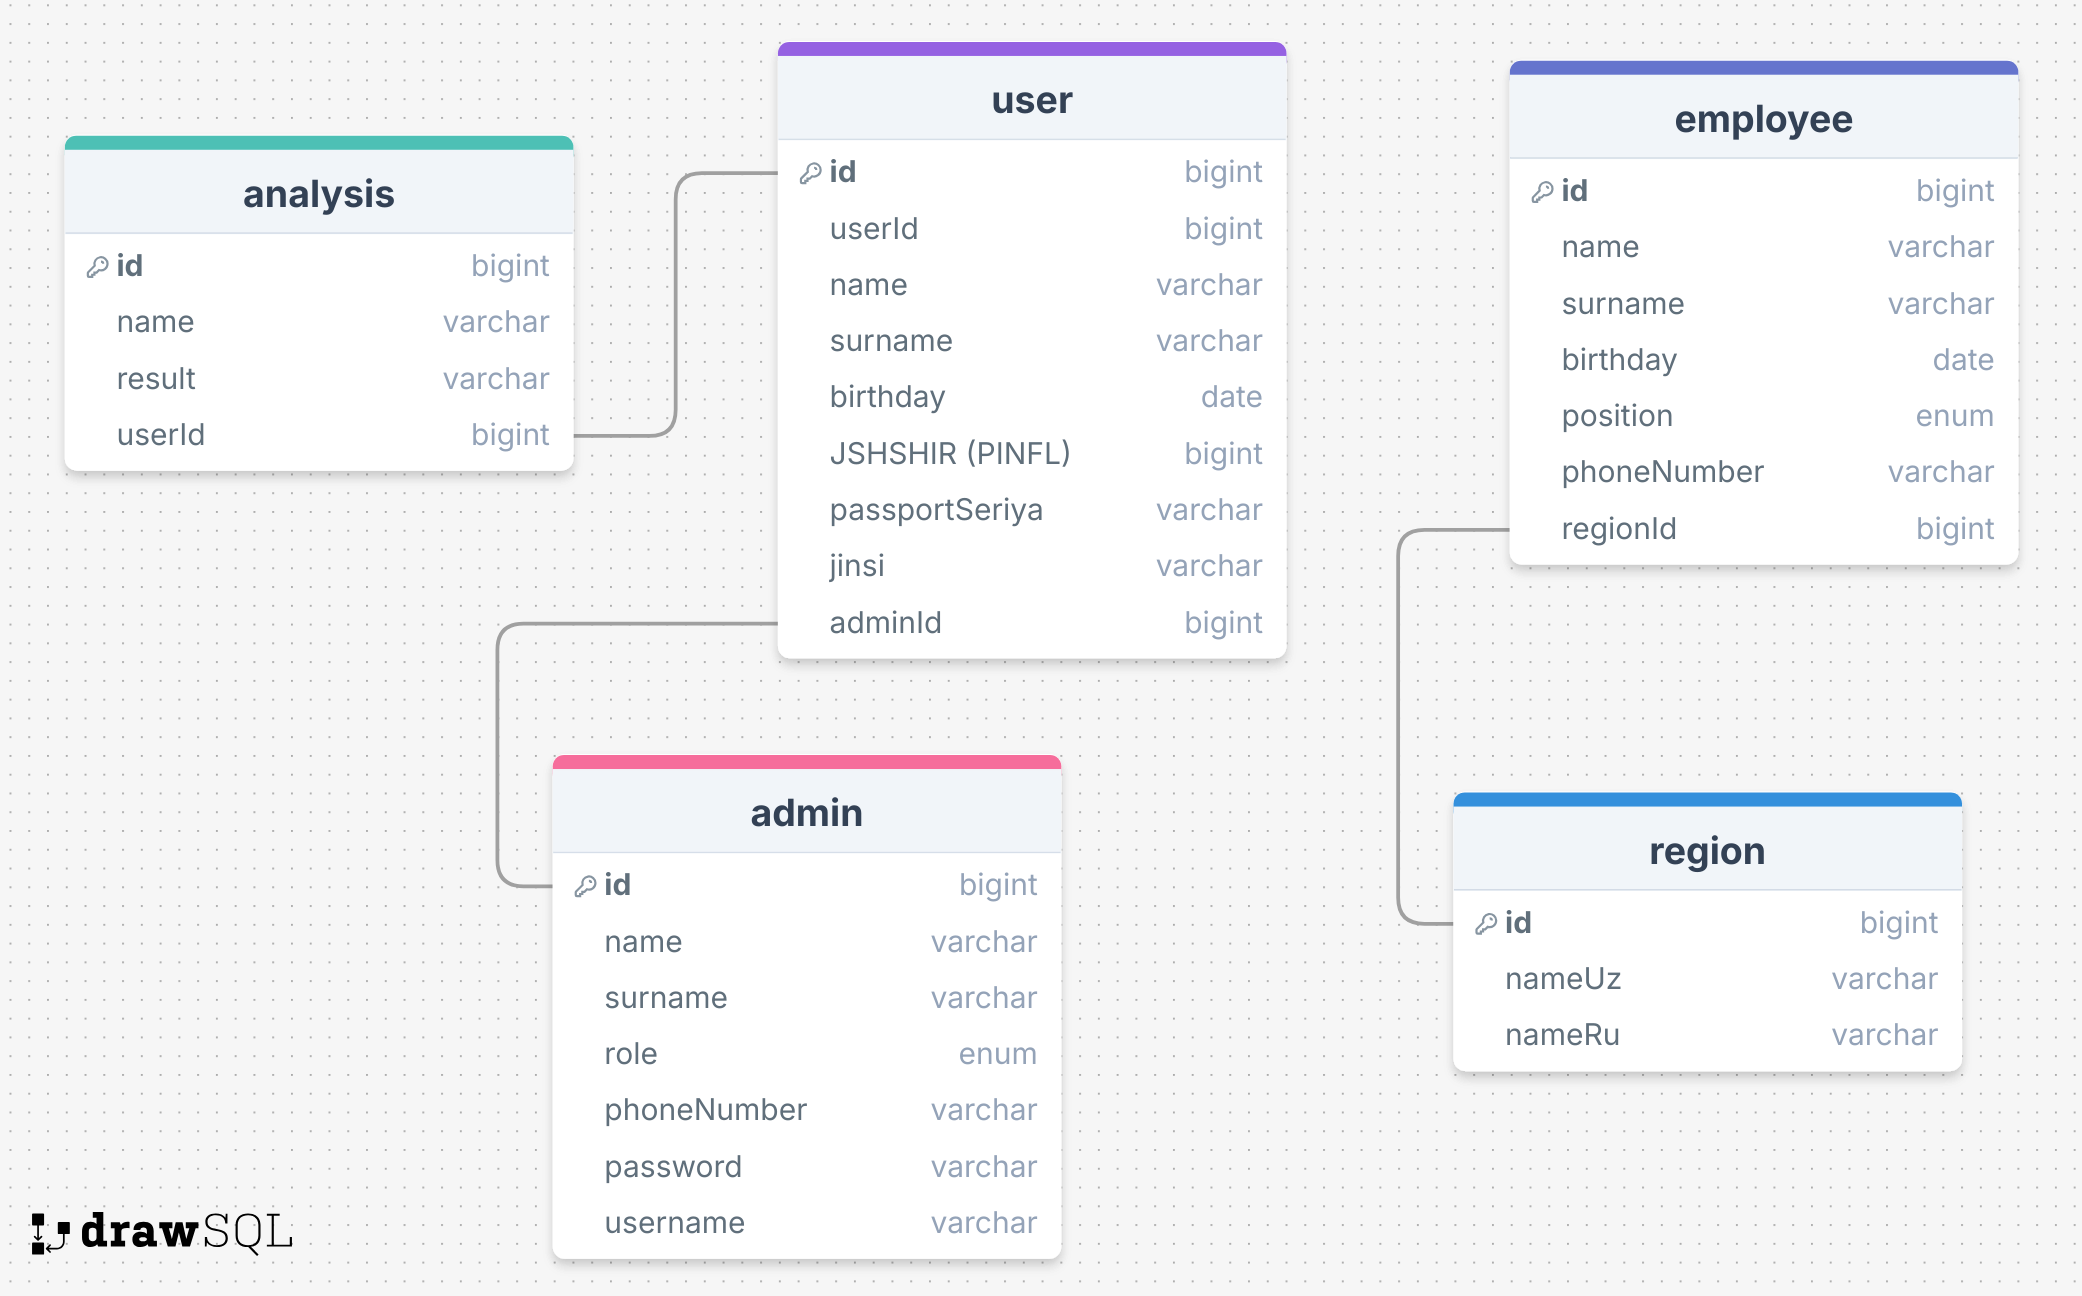 analysis
id bigint
name varchar
result varchar
userId bigint
user
id bigint
userId bigint
name varchar
surname varchar
birthday date
JSHSHIR (PINFL) bigint
passportSeriya varchar
jinsi varchar
adminId bigint
employee
id bigint
name varchar
surname varchar
birthday date
position enum
phoneNumber varchar
regionId bigint
admin
id bigint
name varchar
surname varchar
role enum
phoneNumber varchar
password varchar
username varchar
region
id bigint
nameUz varchar
nameRu varchar
drawSQL